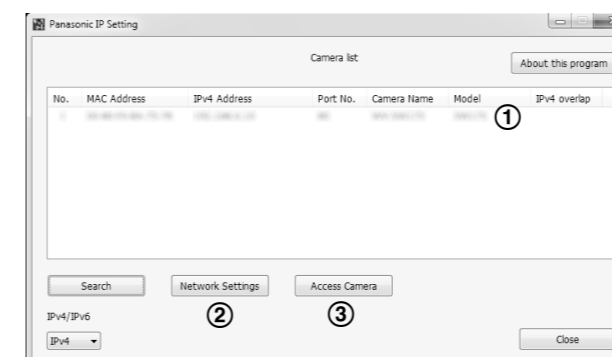 Panasonic IP Setting
Camera list
About this program
No. MAC Address IPv4 Address Port No. Camera Name Model IPv4 overlap
①
Search Network Settings Access Camera
② ③
IPv4/IPv6
IPv4 Close